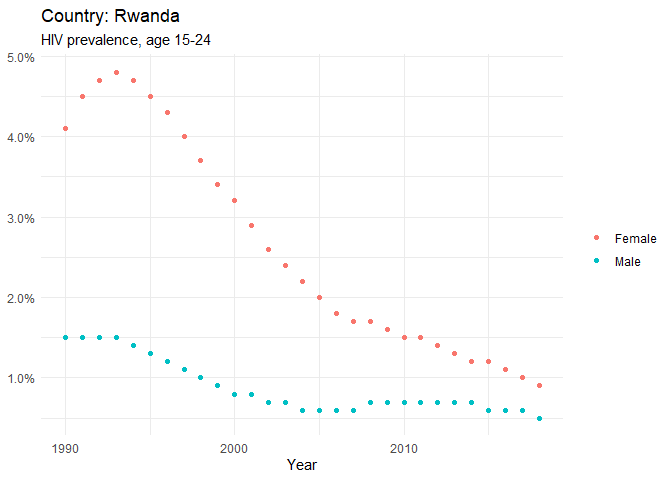 Country: Rwanda
HIV prevalence, age 15-24
5.0%
4.0%
3.0%
2.0%
1.0%
1990
2000
2010
Year
Female
Male